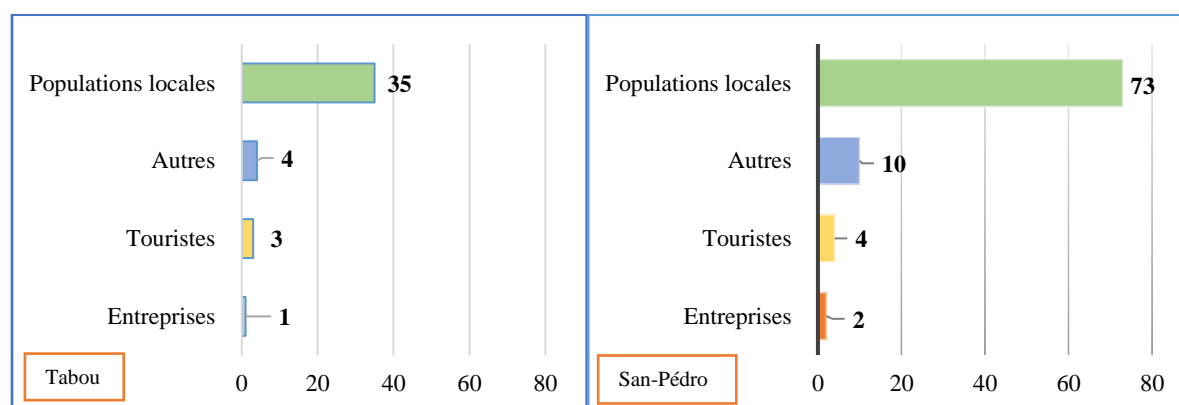 Populations locales
35
Autres
4
Touristes
3
Entreprises
1
0 20 40 60 80
Tabou
Populations locales
73
Autres
10
Touristes
4
Entreprises
2
0 20 40 60 80
San-Pédro